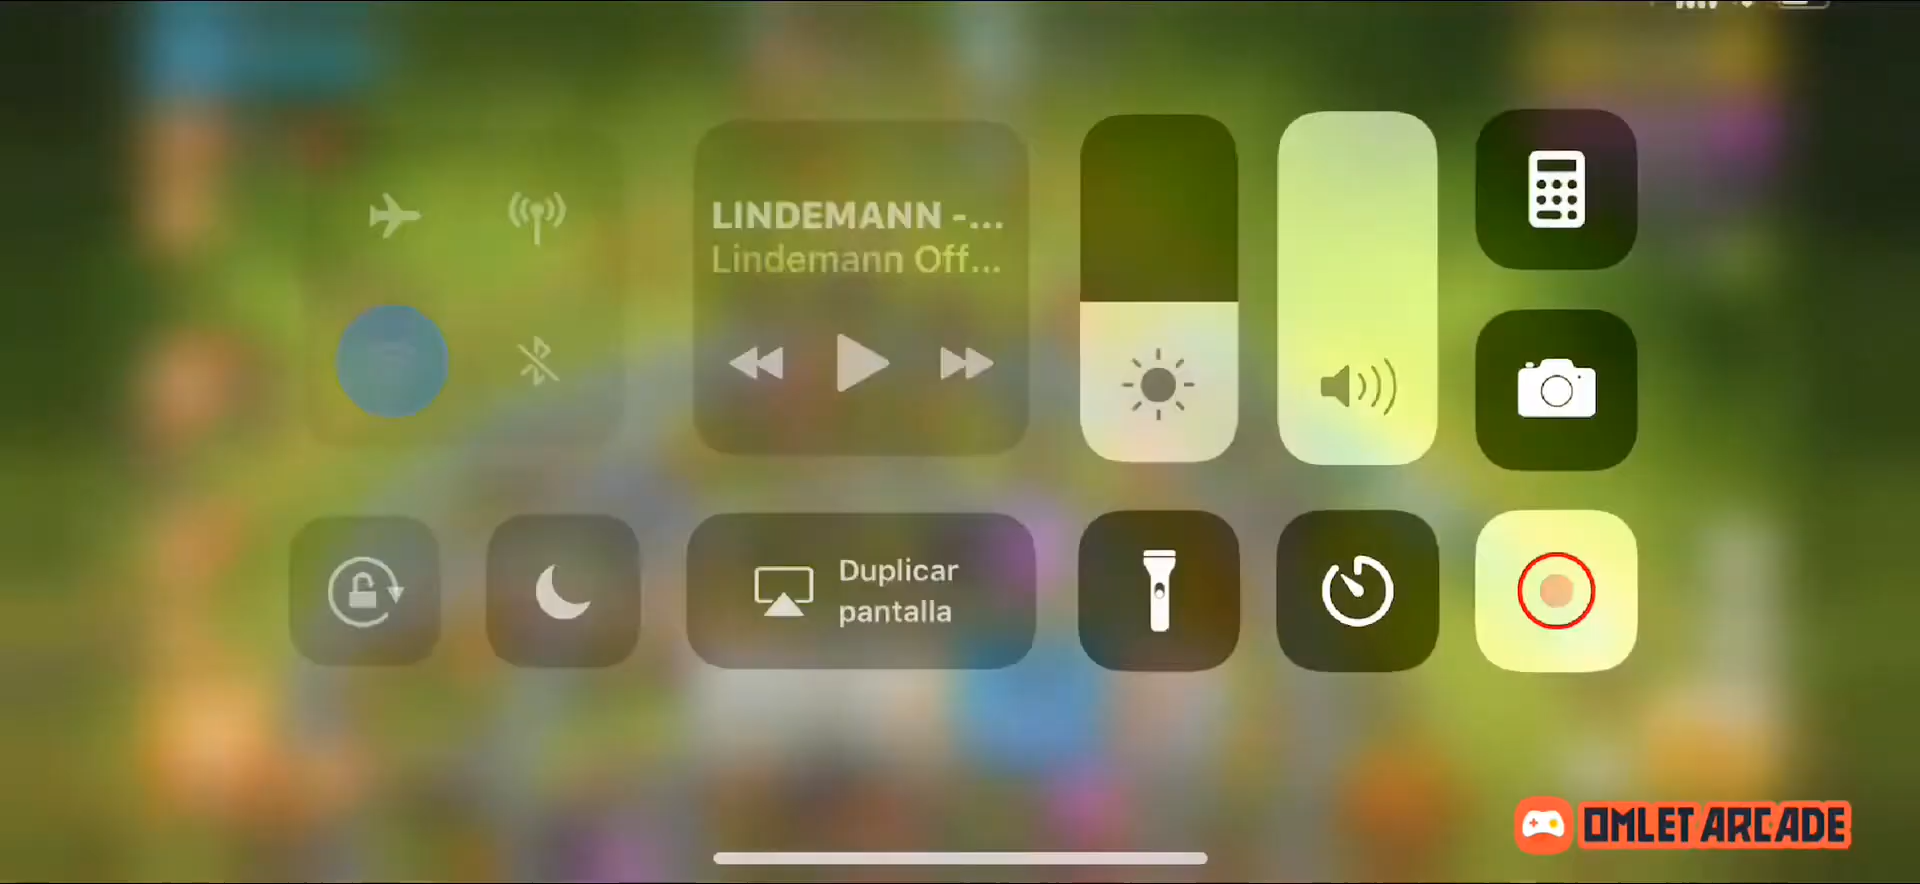 LINDEMANN -...
Lindemann Off...
Duplicar
pantalla
OMLET ARCADE